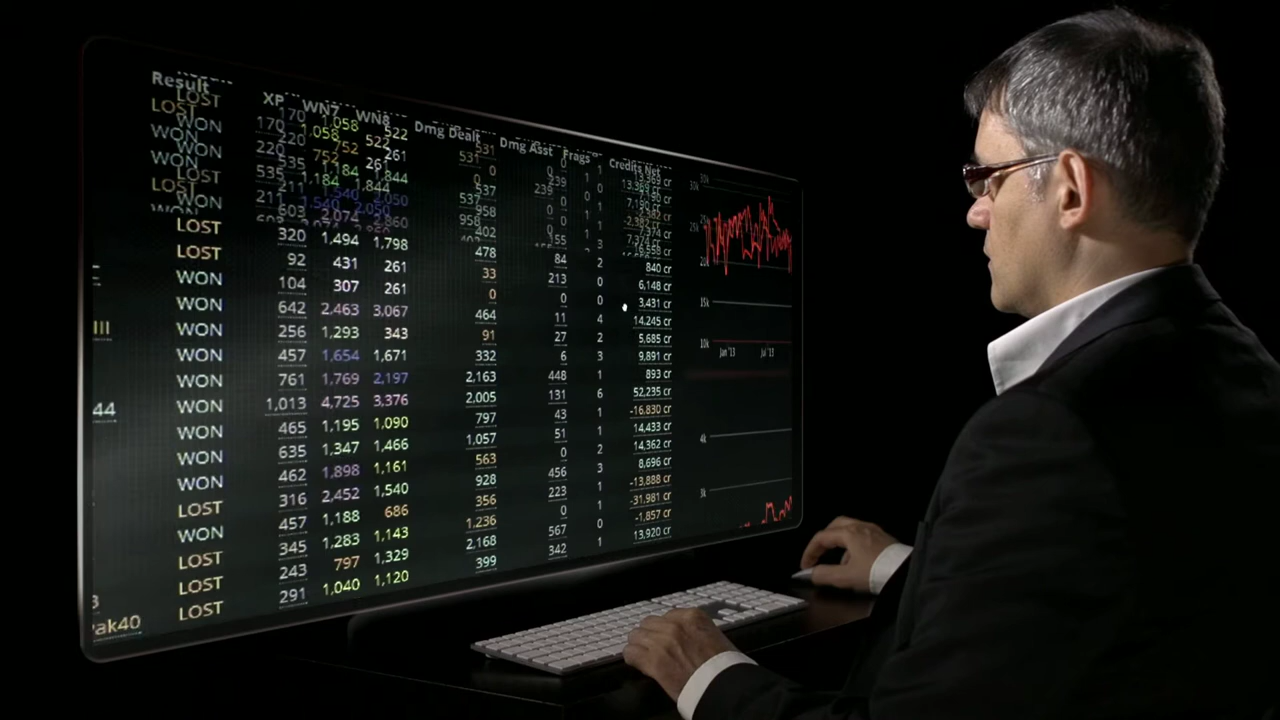 Result XP WN7 WN8 Dmg Dealt Dmg Asst Frags Credits Net
LOST 320 1,494 1,798 478 84 2 840 cr
LOST 92 431 261 33 213 0 6,148 cr
WON 104 307 261 0 0 0 3,431 cr
WON 642 2,463 3,067 464 11 4 14,245 cr
WON 256 1,293 343 91 27 2 5,685 cr
WON 457 1,654 1,671 332 6 3 9,891 cr
WON 761 1,769 2,197 2,163 448 1 893 cr
WON 1,013 4,725 3,376 2,005 131 6 52,235 cr
WON 465 1,195 1,090 797 43 1 -16,830 cr
WON 635 1,347 1,466 1,057 51 1 14,433 cr
WON 462 1,898 1,161 563 0 2 14,362 cr
LOST 316 2,452 1,540 928 456 3 8,696 cr
WON 457 1,188 686 356 223 1 -13,888 cr
LOST 345 1,283 1,143 1,236 0 1 -31,981 cr
LOST 243 797 1,329 2,168 567 0 -1,857 cr
LOST 291 1,040 1,120 399 342 1 13,920 cr
III
44
ak40
30k
25k
15k
10k
Jan '13 Jul '13
4k
3k